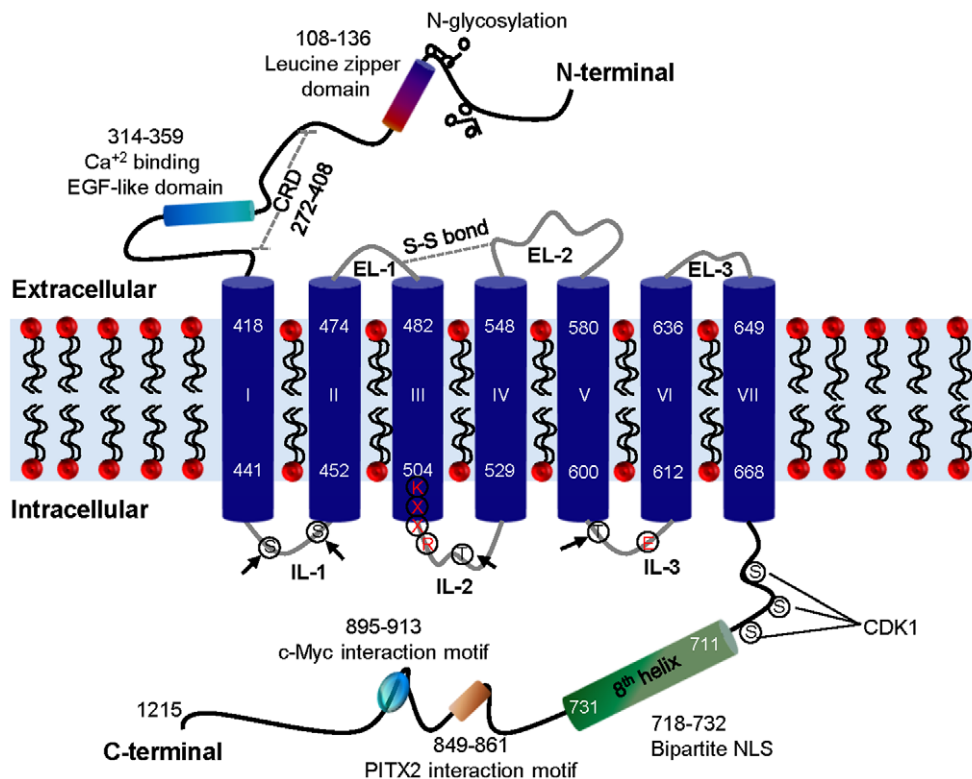 N-glycosylation
108-136
Leucine zipper
domain
N-terminal
314-359
Ca+2 binding
EGF-like domain
CRD
272-408
S-S bond
EL-1
EL-2
EL-3
Extracellular
418
474
482
548
580
636
649
I
II
III
IV
V
VI
VII
441
452
504
529
600
612
668
Intracellular
K
X
X
R
S
S
T
T
E
IL-1
IL-2
IL-3
S
S
S
CDK1
895-913
c-Myc interaction motif
711
8th helix
731
1215
C-terminal
849-861
PITX2 interaction motif
718-732
Bipartite NLS